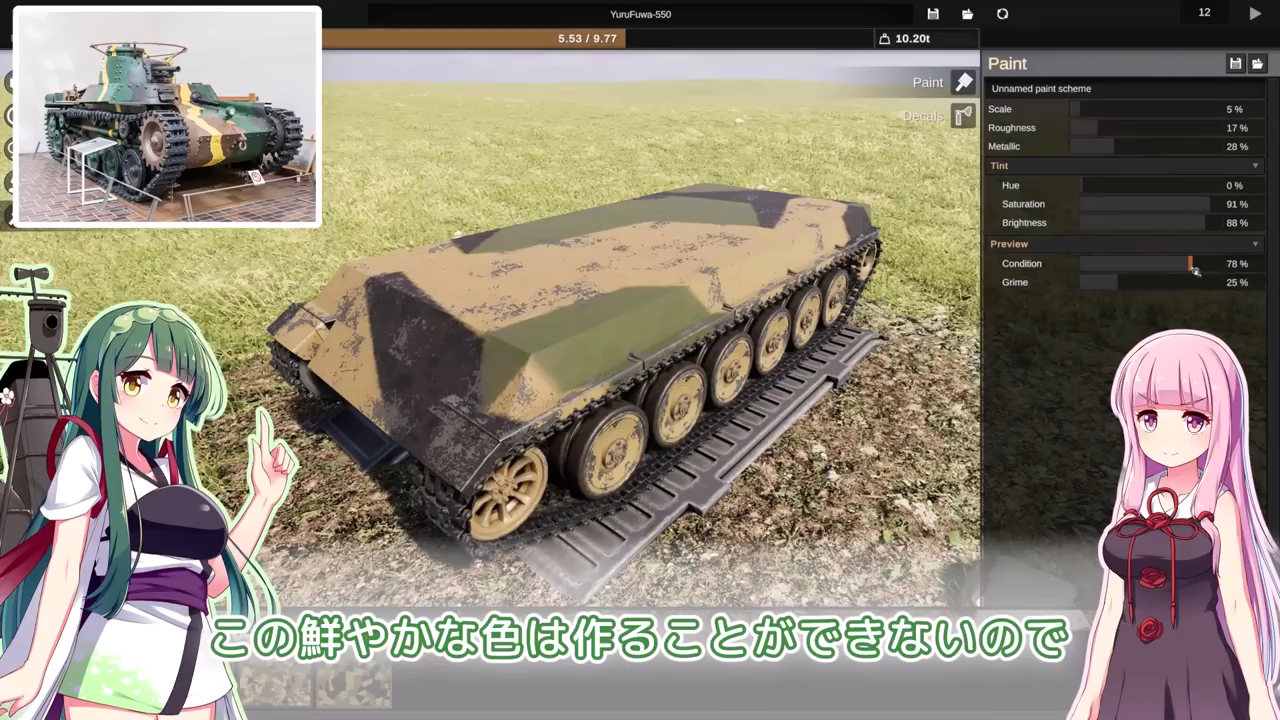 YuruFuwa-550
12
5.53 / 9.77
10.20t
Paint
Decals
Paint
Unnamed paint scheme
Scale 5 %
Roughness 17 %
Metallic 28 %
Tint
Hue 0 %
Saturation 91 %
Brightness 88 %
Preview
Condition 78 %
Grime 25 %
この鮮やかな色は作ることができないので